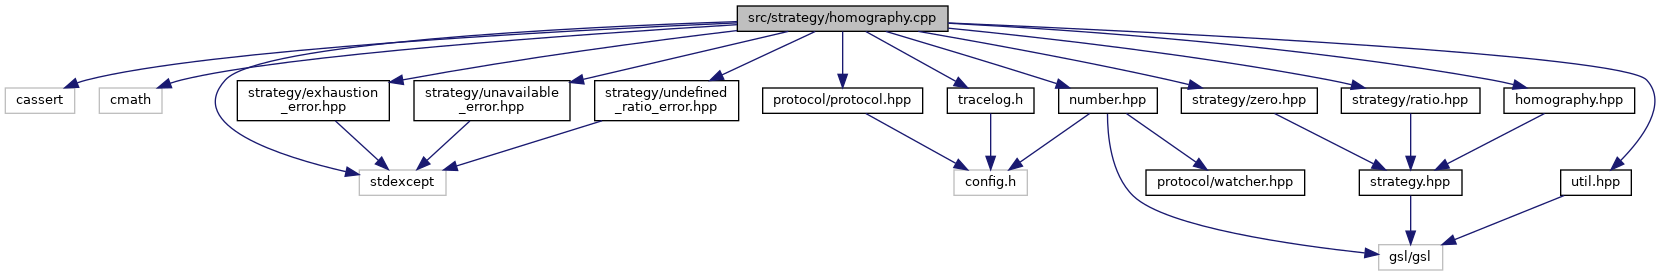 src/strategy/homography.cpp
cassert
cmath
strategy/exhaustion
_error.hpp
strategy/unavailable
_error.hpp
strategy/undefined
_ratio_error.hpp
protocol/protocol.hpp
tracelog.h
number.hpp
strategy/zero.hpp
strategy/ratio.hpp
homography.hpp
stdexcept
config.h
protocol/watcher.hpp
strategy.hpp
util.hpp
gsl/gsl